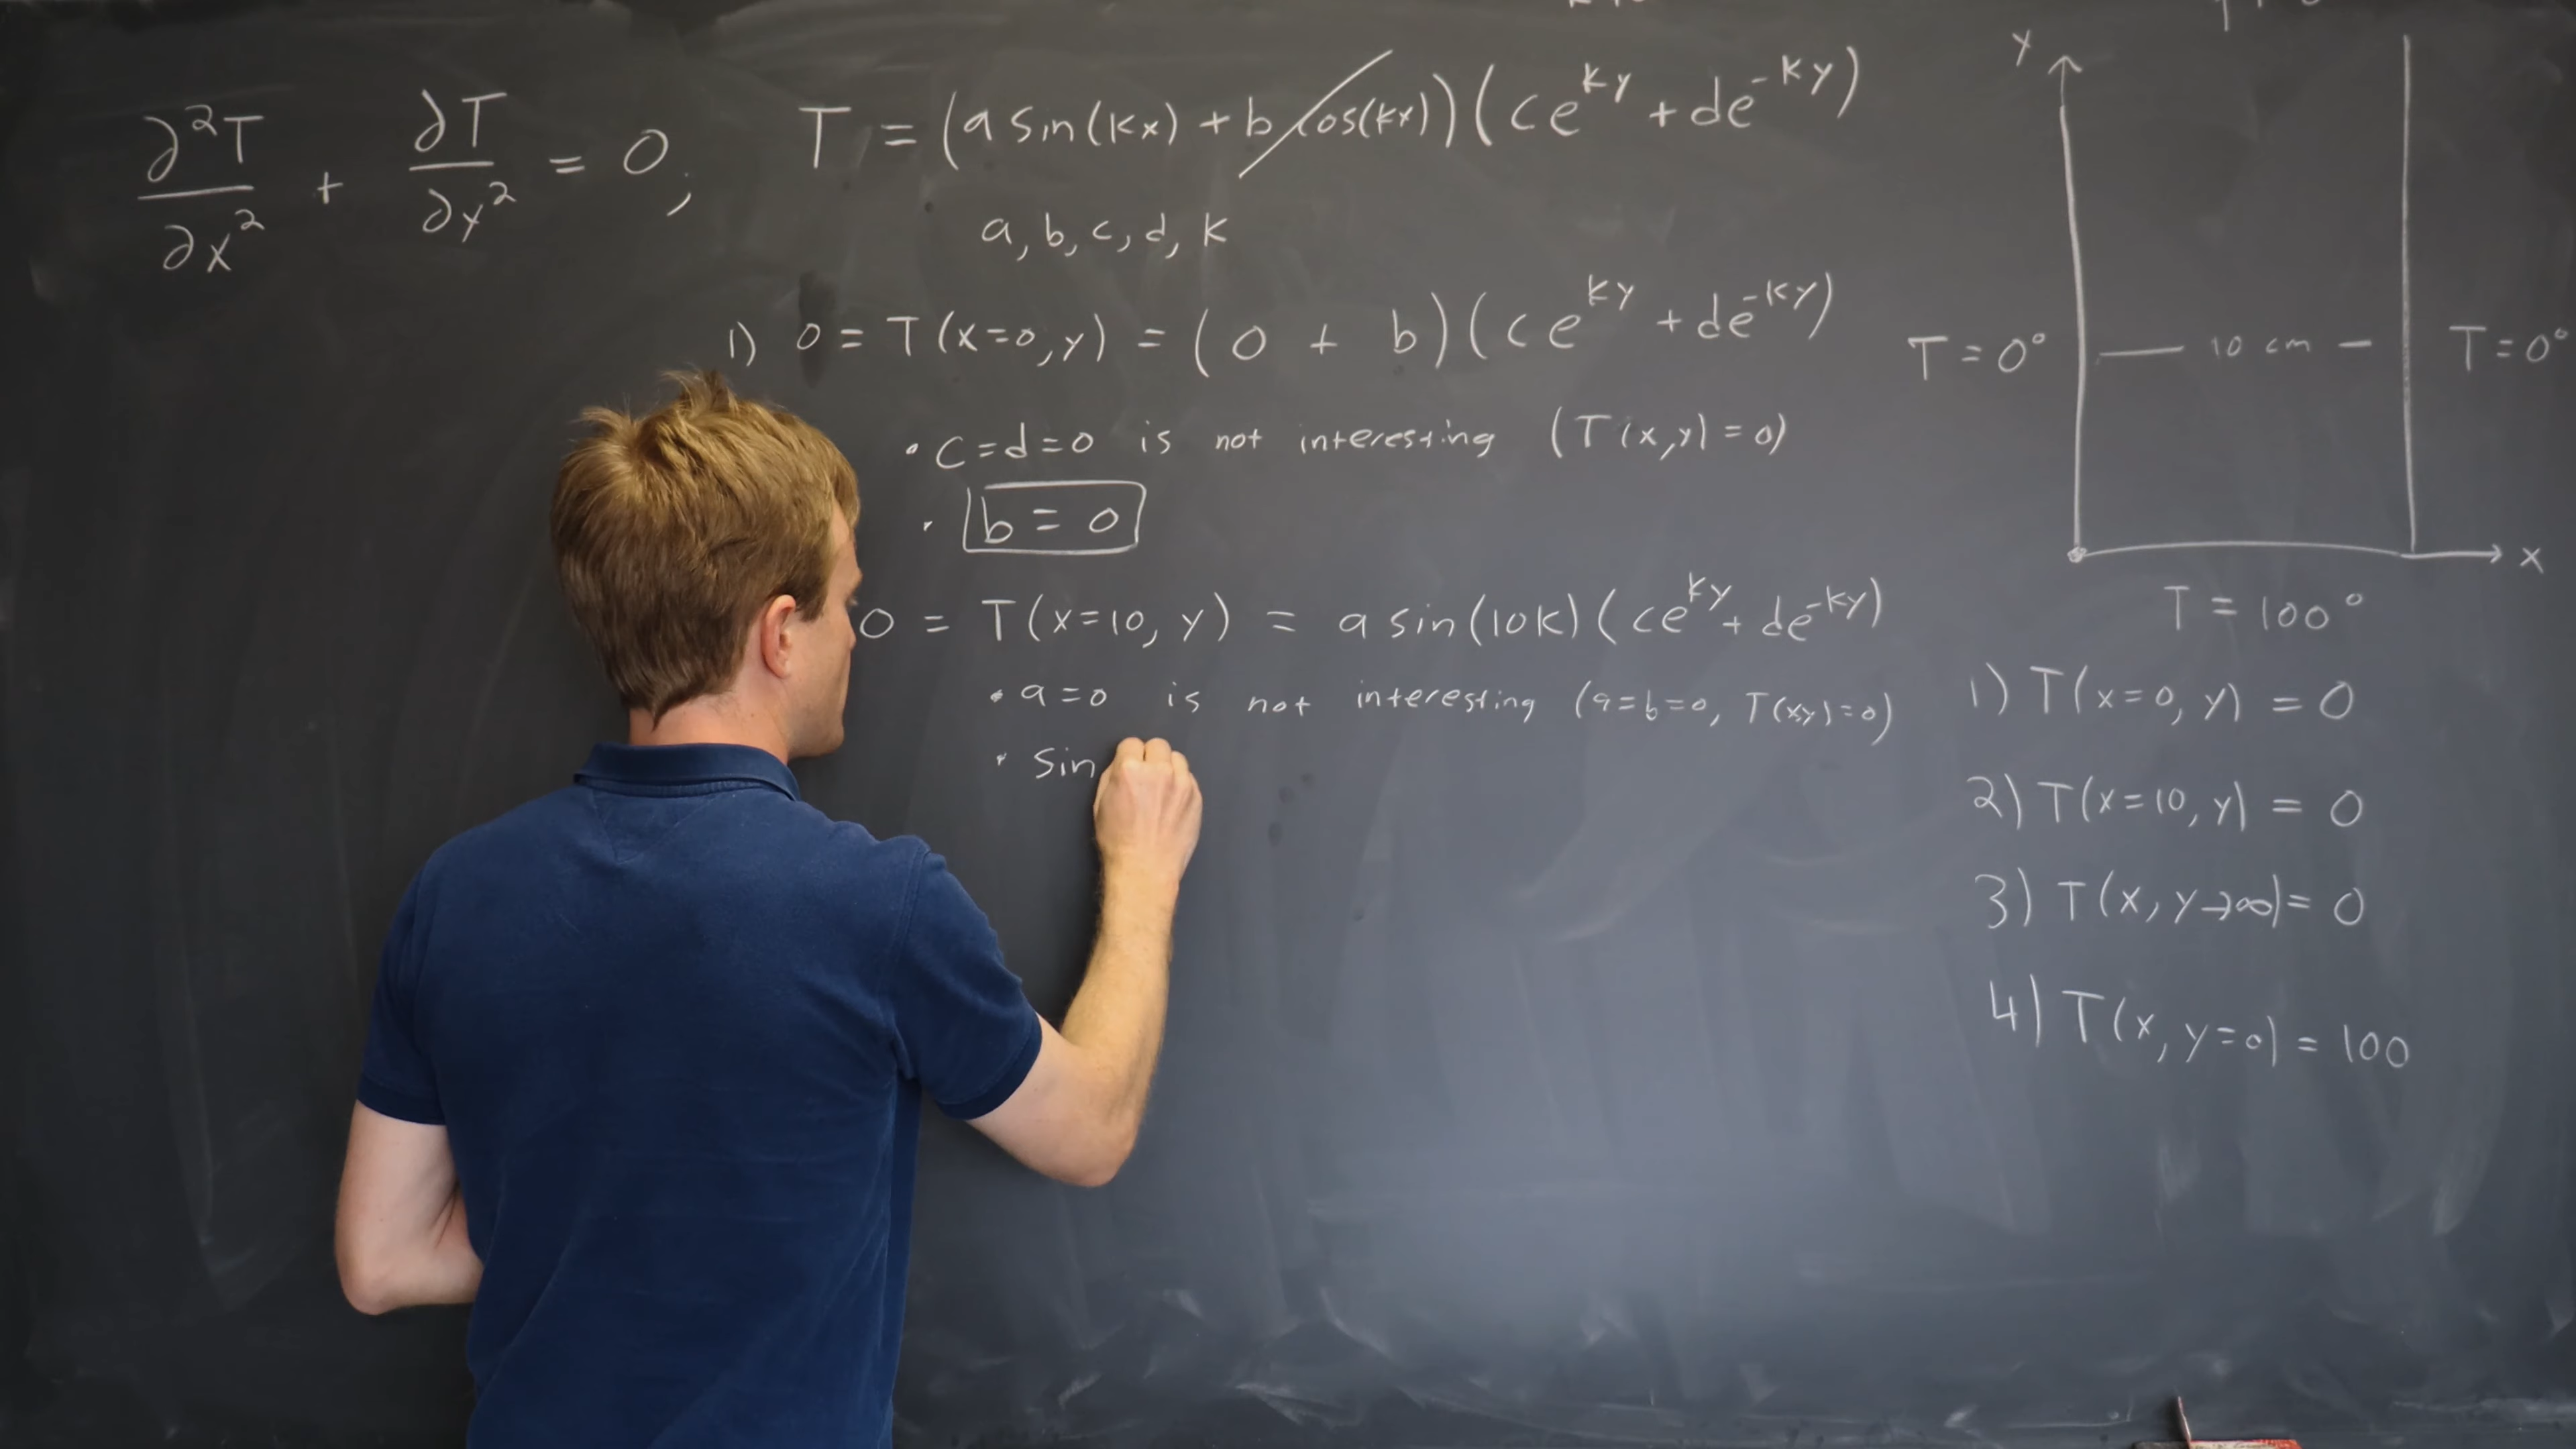 ∂²T/∂x² + ∂T/∂y² = 0;
T = (a sin(kx) + b cos(kx))(ce^ky + de^-ky)
a, b, c, d, k
1) 0 = T(x=0, y) = (0 + b)(ce^ky + de^-ky)
• c = d = 0 is not interesting (T(x,y) = 0)
• b = 0
0 = T(x=10, y) = a sin(10k)(ce^ky + de^-ky)
• a = 0 is not interesting (a=b=0, T(x,y)=0)
• Sin
y
T = 0°
10 cm
T = 0°
x
T = 100°
1) T(x=0, y) = 0
2) T(x=10, y) = 0
3) T(x, y→∞) = 0
4) T(x, y=0) = 100